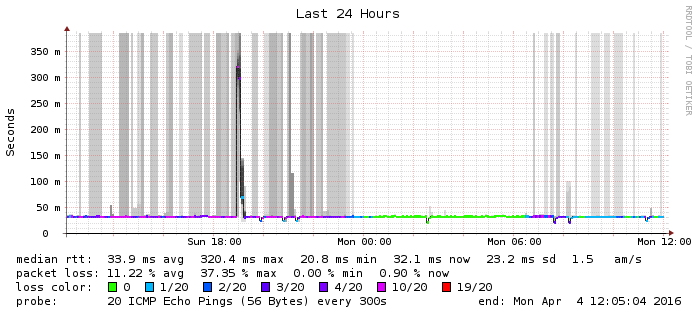 Last 24 Hours
RRDTOOL / TOBI OETIKER
Seconds
350 m
300 m
250 m
200 m
150 m
100 m
50 m
0
Sun 18:00 Mon 00:00 Mon 06:00 Mon 12:00
median rtt: 33.9 ms avg 320.4 ms max 20.8 ms min 32.1 ms now 23.2 ms sd 1.5 am/s
packet loss: 11.22 % avg 37.35 % max 0.00 % min 0.90 % now
loss color: 0 1/20 2/20 3/20 4/20 10/20 19/20
probe: 20 ICMP Echo Pings (56 Bytes) every 300s end: Mon Apr 4 12:05:04 2016